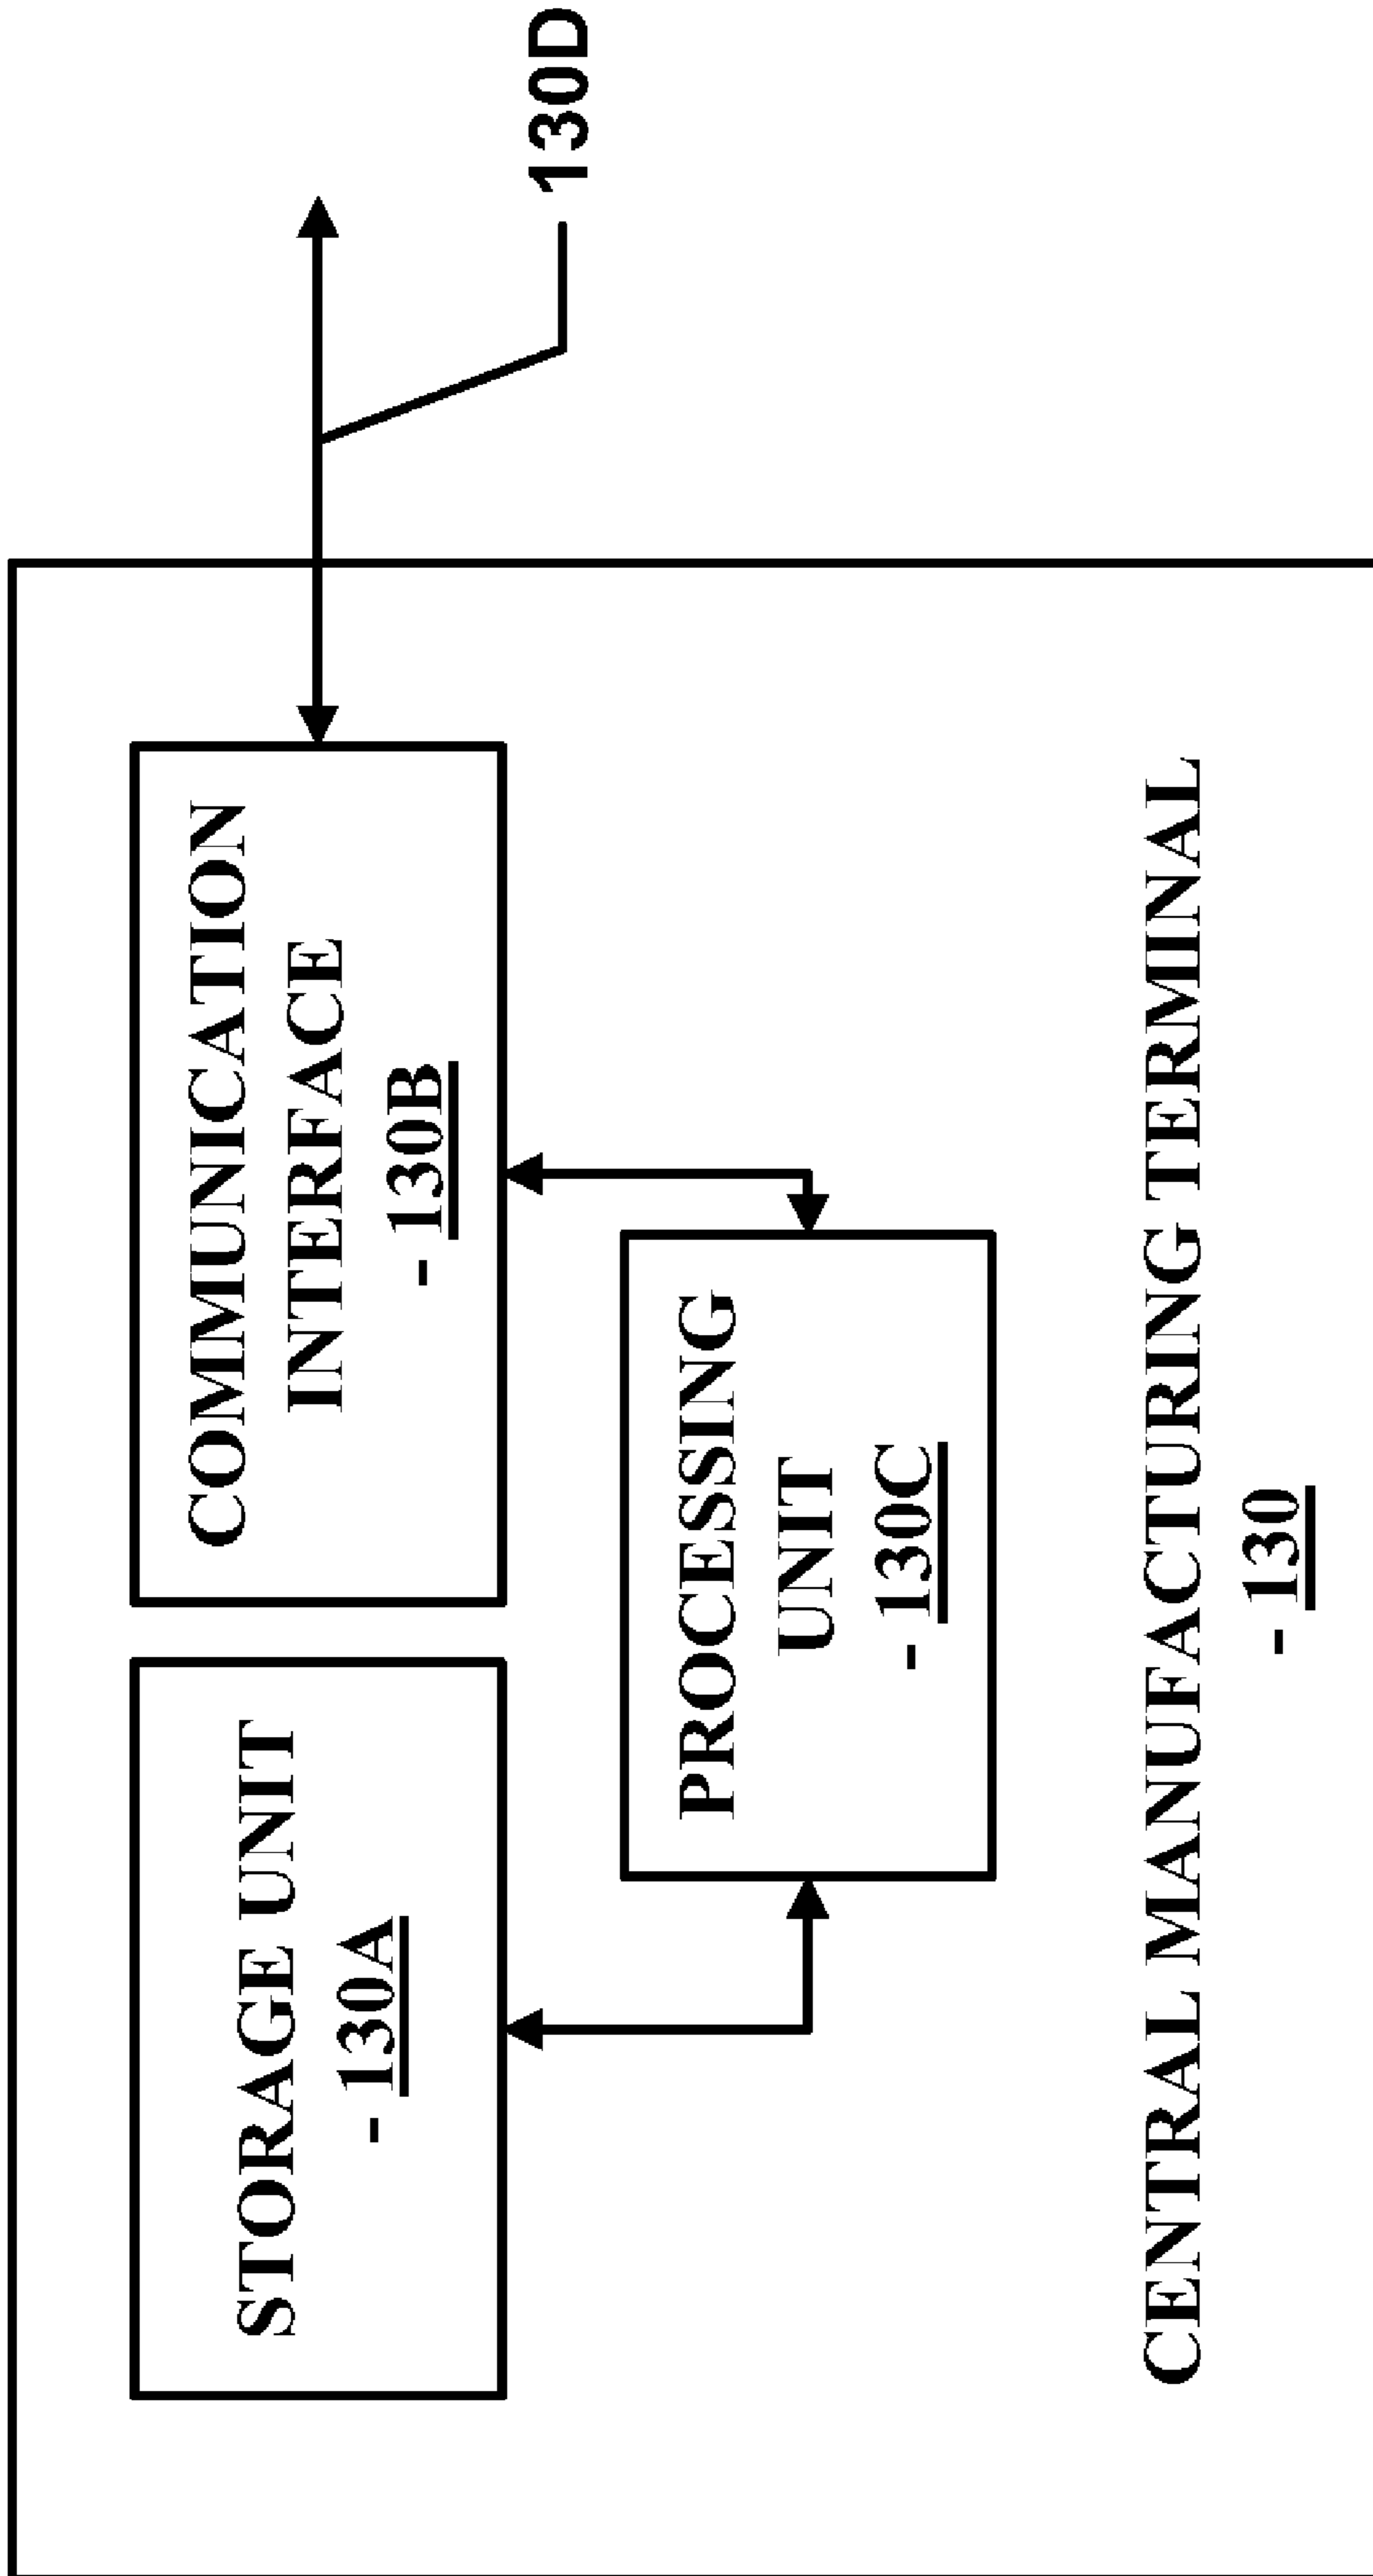 STORAGE UNIT
- 130A
COMMUNICATION
INTERFACE
- 130B
130D
PROCESSING
UNIT
- 130C
CENTRAL MANUFACTURING TERMINAL
- 130